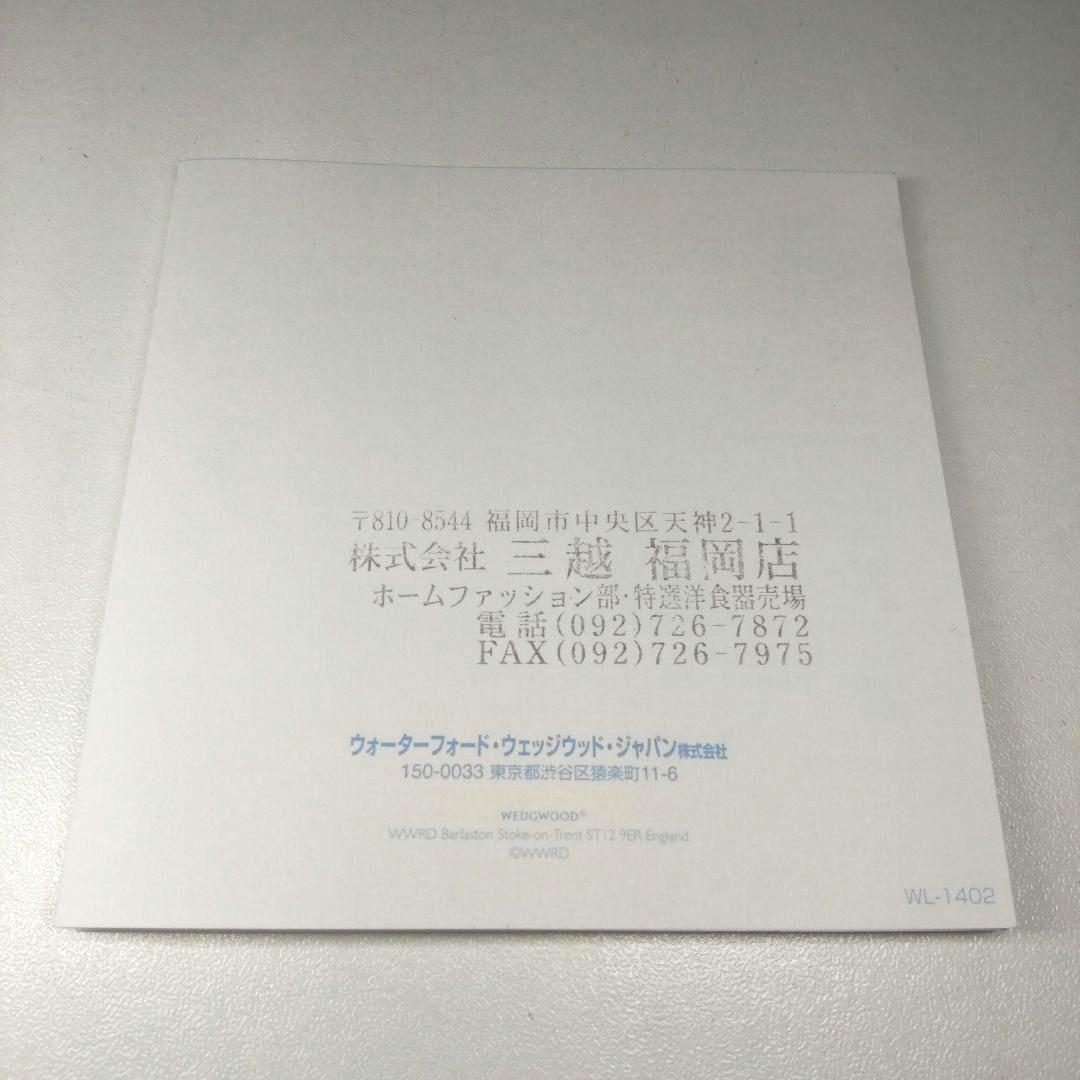 〒810-8544 福岡市中央区天神2-1-1
株式会社 三越 福岡店
ホームファッション部・特選洋食器売場
電話(092)726-7872
FAX(092)726-7975
ウォーターフォード・ウェッジウッド・ジャパン株式会社
150-0033 東京都渋谷区猿楽町11-6
WEDGWOOD®
WWRD Barlaston Stoke-on-Trent ST12 9ER England
©WWRD
WL-1402